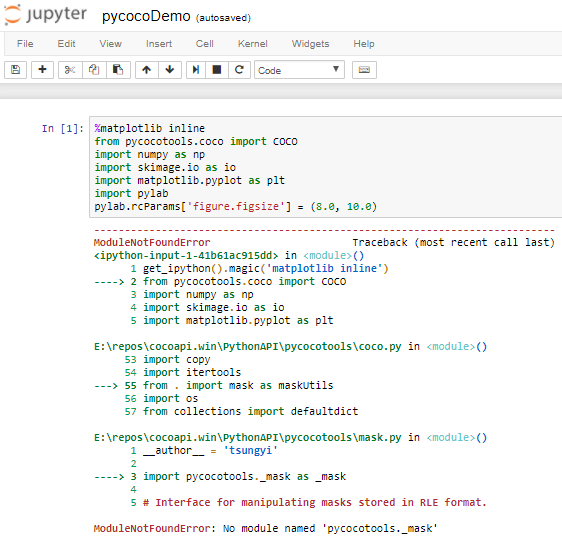 jupyter pycocoDemo (autosaved)
File Edit View Insert Cell Kernel Widgets Help
Code
In [1]: %matplotlib inline
from pycocotools.coco import COCO
import numpy as np
import skimage.io as io
import matplotlib.pyplot as plt
import pylab
pylab.rcParams['figure.figsize'] = (8.0, 10.0)
---------------------------------------------------------------------------
ModuleNotFoundError Traceback (most recent call last)
<ipython-input-1-41b61ac915dd> in <module>()
1 get_ipython().magic('matplotlib inline')
----> 2 from pycocotools.coco import COCO
3 import numpy as np
4 import skimage.io as io
5 import matplotlib.pyplot as plt
E:\repos\cocoapi.win\PythonAPI\pycocotools\coco.py in <module>()
53 import copy
54 import itertools
---> 55 from . import mask as maskUtils
56 import os
57 from collections import defaultdict
E:\repos\cocoapi.win\PythonAPI\pycocotools\mask.py in <module>()
1 __author__ = 'tsungyi'
2
----> 3 import pycocotools._mask as _mask
4
5 # Interface for manipulating masks stored in RLE format.
ModuleNotFoundError: No module named 'pycocotools._mask'